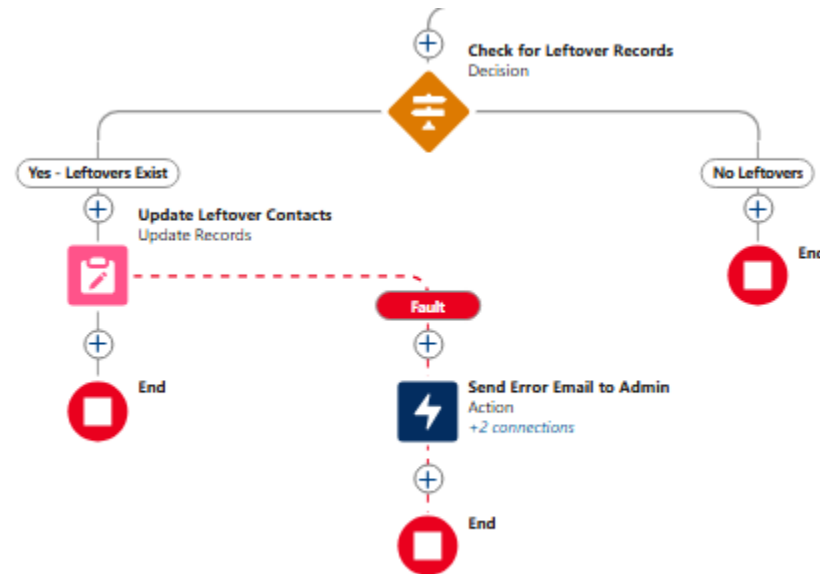 Check for Leftover Records
Decision
Yes - Leftovers Exist
No Leftovers
Update Leftover Contacts
Update Records
End
Fault
End
Send Error Email to Admin
Action
+2 connections
End